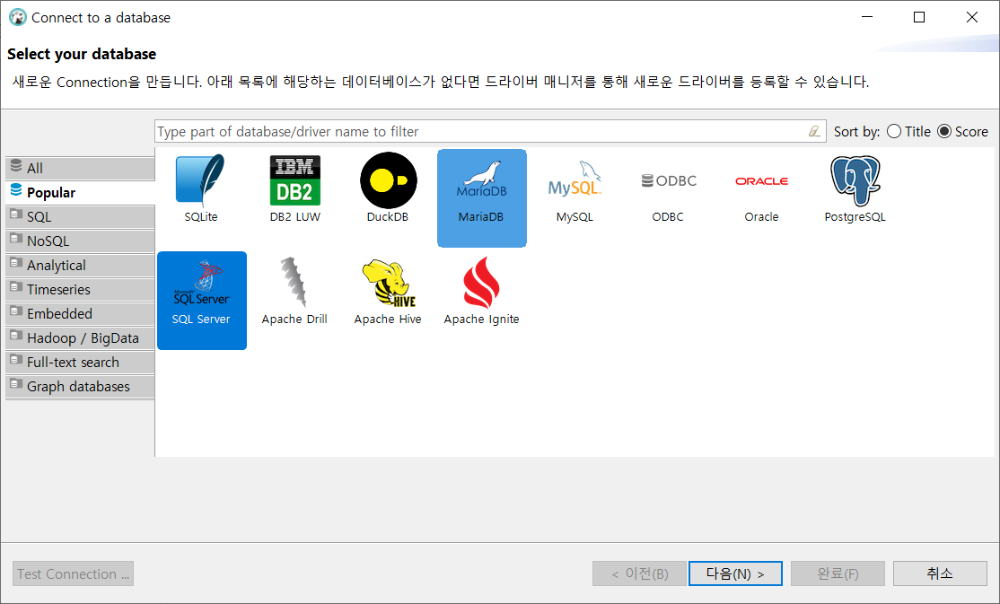 Connect to a database
Select your database
새로운 Connection을 만듭니다. 아래 목록에 해당하는 데이터베이스가 없다면 드라이버 매니저를 통해 새로운 드라이버를 등록할 수 있습니다.
Type part of database/driver name to filter
Sort by: Title Score
All
Popular
SQL
NoSQL
Analytical
Timeseries
Embedded
Hadoop / BigData
Full-text search
Graph databases
SQLite
IBM
DB2
DB2 LUW
DuckDB
MariaDB
MariaDB
MySQL
MySQL
ODBC
ODBC
ORACLE
Oracle
PostgreSQL
Microsoft
SQL Server
SQL Server
Apache Drill
HIVE
Apache Hive
Apache Ignite
Test Connection ...
< 이전(B)
다음(N) >
완료(F)
취소